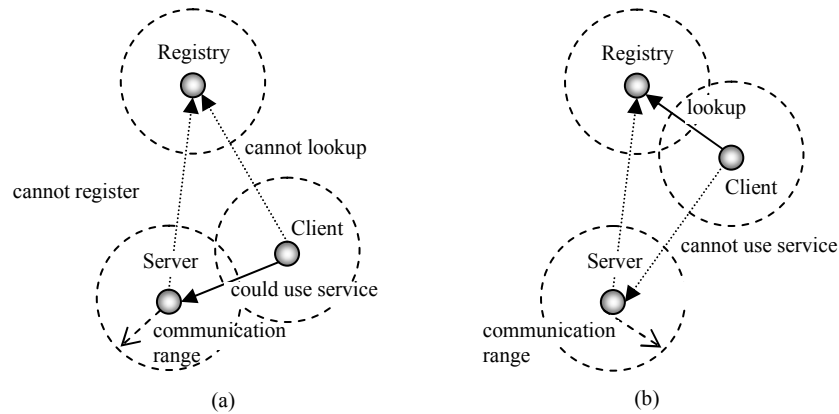 Registry
cannot lookup
cannot register
Client
Server
could use service
communication
range
(a)
Registry
lookup
Client
cannot use service
Server
communication
range
(b)